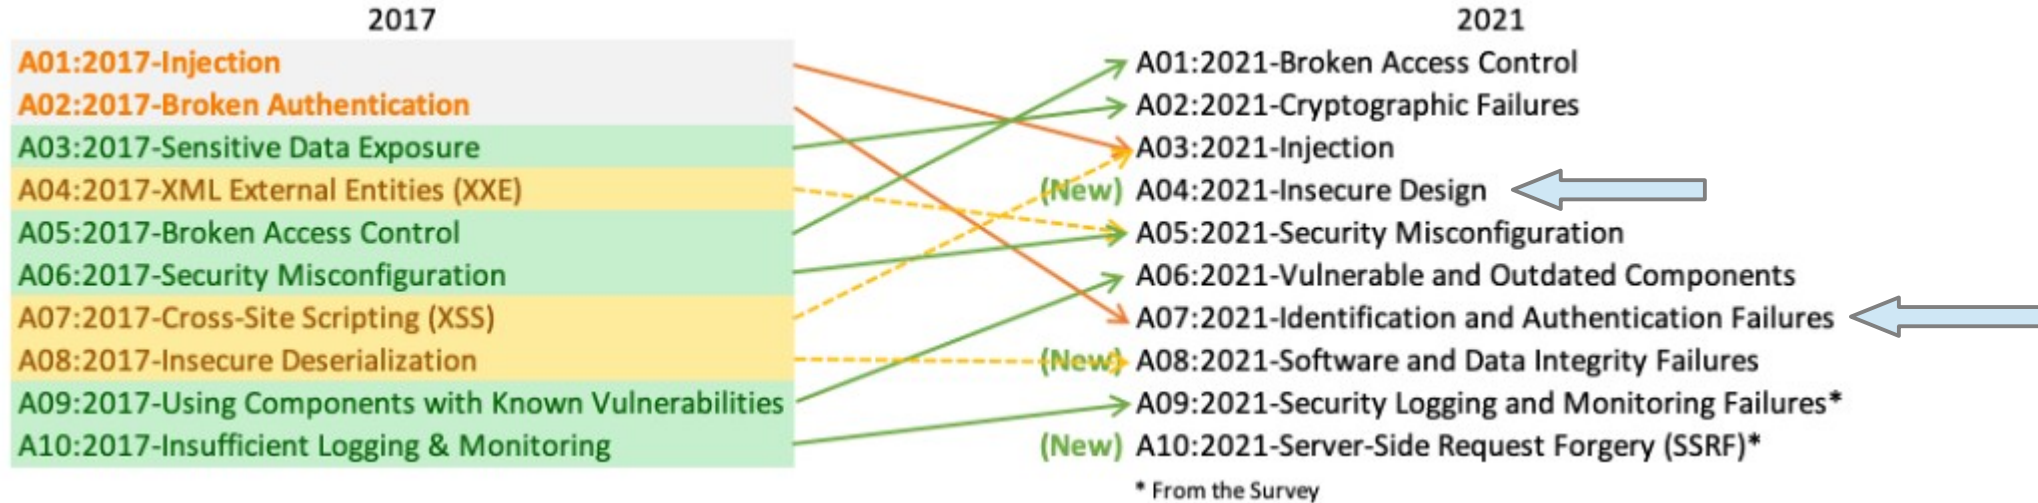 2017
A01:2017-Injection
A02:2017-Broken Authentication
A03:2017-Sensitive Data Exposure
A04:2017-XML External Entities (XXE)
A05:2017-Broken Access Control
A06:2017-Security Misconfiguration
A07:2017-Cross-Site Scripting (XSS)
A08:2017-Insecure Deserialization
A09:2017-Using Components with Known Vulnerabilities
A10:2017-Insufficient Logging & Monitoring
2021
A01:2021-Broken Access Control
A02:2021-Cryptographic Failures
A03:2021-Injection
(New) A04:2021-Insecure Design
A05:2021-Security Misconfiguration
A06:2021-Vulnerable and Outdated Components
A07:2021-Identification and Authentication Failures
(New) A08:2021-Software and Data Integrity Failures
A09:2021-Security Logging and Monitoring Failures*
(New) A10:2021-Server-Side Request Forgery (SSRF)*
* From the Survey